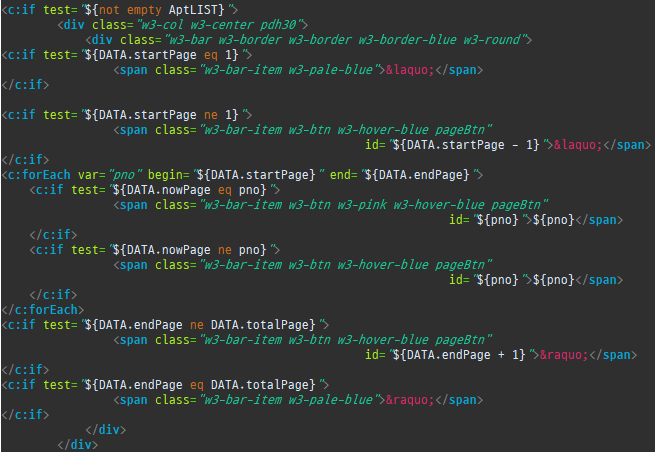 <c:if test="${not empty AptLIST}">
<div class="w3-col w3-center pdh30">
<div class="w3-bar w3-border w3-border w3-border-blue w3-round">
<c:if test="${DATA.startPage eq 1}">
<span class="w3-bar-item w3-pale-blue">&laquo;</span>
</c:if>
<c:if test="${DATA.startPage ne 1}">
<span class="w3-bar-item w3-btn w3-hover-blue pageBtn"
id="${DATA.startPage - 1}">&laquo;</span>
</c:if>
<c:forEach var="pno" begin="${DATA.startPage}" end="${DATA.endPage}">
<c:if test="${DATA.nowPage eq pno}">
<span class="w3-bar-item w3-btn w3-pink w3-hover-blue pageBtn"
id="${pno}">${pno}</span>
</c:if>
<c:if test="${DATA.nowPage ne pno}">
<span class="w3-bar-item w3-btn w3-hover-blue pageBtn"
id="${pno}">${pno}</span>
</c:if>
</c:forEach>
<c:if test="${DATA.endPage ne DATA.totalPage}">
<span class="w3-bar-item w3-btn w3-hover-blue pageBtn"
id="${DATA.endPage + 1}">&raquo;</span>
</c:if>
<c:if test="${DATA.endPage eq DATA.totalPage}">
<span class="w3-bar-item w3-pale-blue">&raquo;</span>
</c:if>
</div>
</div>